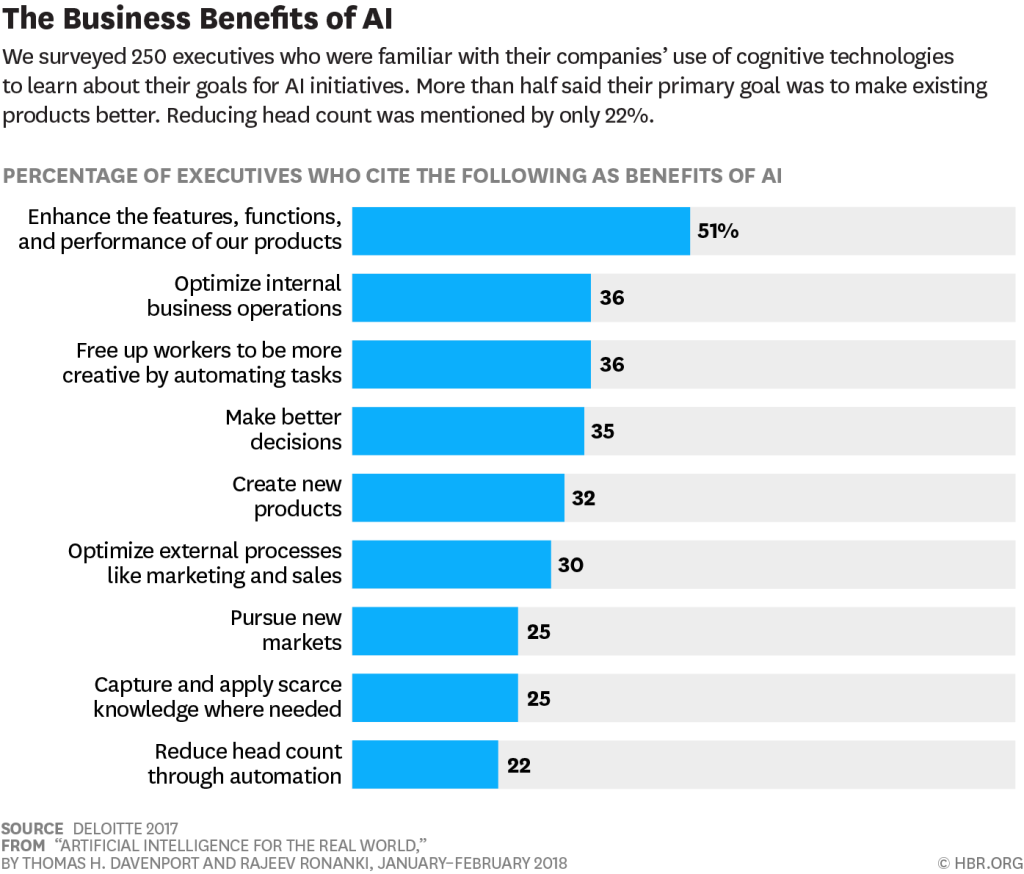 The Business Benefits of AI
We surveyed 250 executives who were familiar with their companies’ use of cognitive technologies
to learn about their goals for AI initiatives. More than half said their primary goal was to make existing
products better. Reducing head count was mentioned by only 22%.
PERCENTAGE OF EXECUTIVES WHO CITE THE FOLLOWING AS BENEFITS OF AI
Enhance the features, functions,
and performance of our products
51%
Optimize internal
business operations
36
Free up workers to be more
creative by automating tasks
36
Make better
decisions
35
Create new
products
32
Optimize external processes
like marketing and sales
30
Pursue new
markets
25
Capture and apply scarce
knowledge where needed
25
Reduce head count
through automation
22
SOURCE DELOITTE 2017
FROM “ARTIFICIAL INTELLIGENCE FOR THE REAL WORLD,”
BY THOMAS H. DAVENPORT AND RAJEEV RONANKI, JANUARY–FEBRUARY 2018
© HBR.ORG